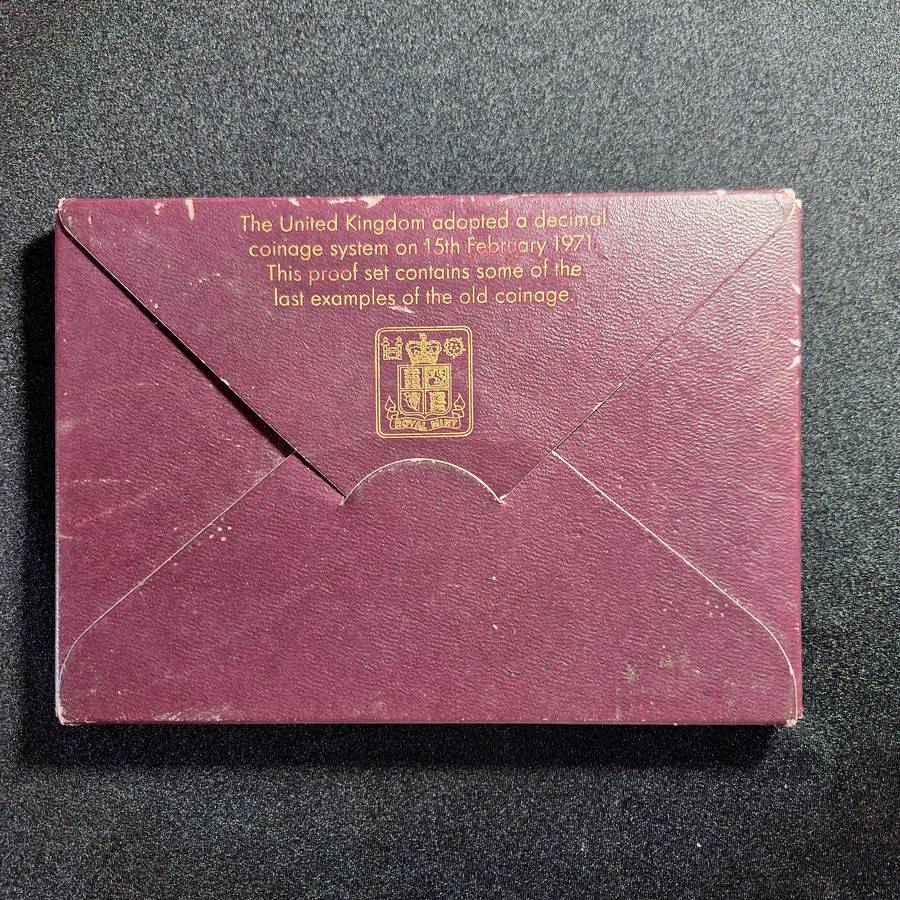 The United Kingdom adopted a decimal
coinage system on 15th February 1971.
This proof set contains some of the
last examples of the old coinage.
ROYAL MINT